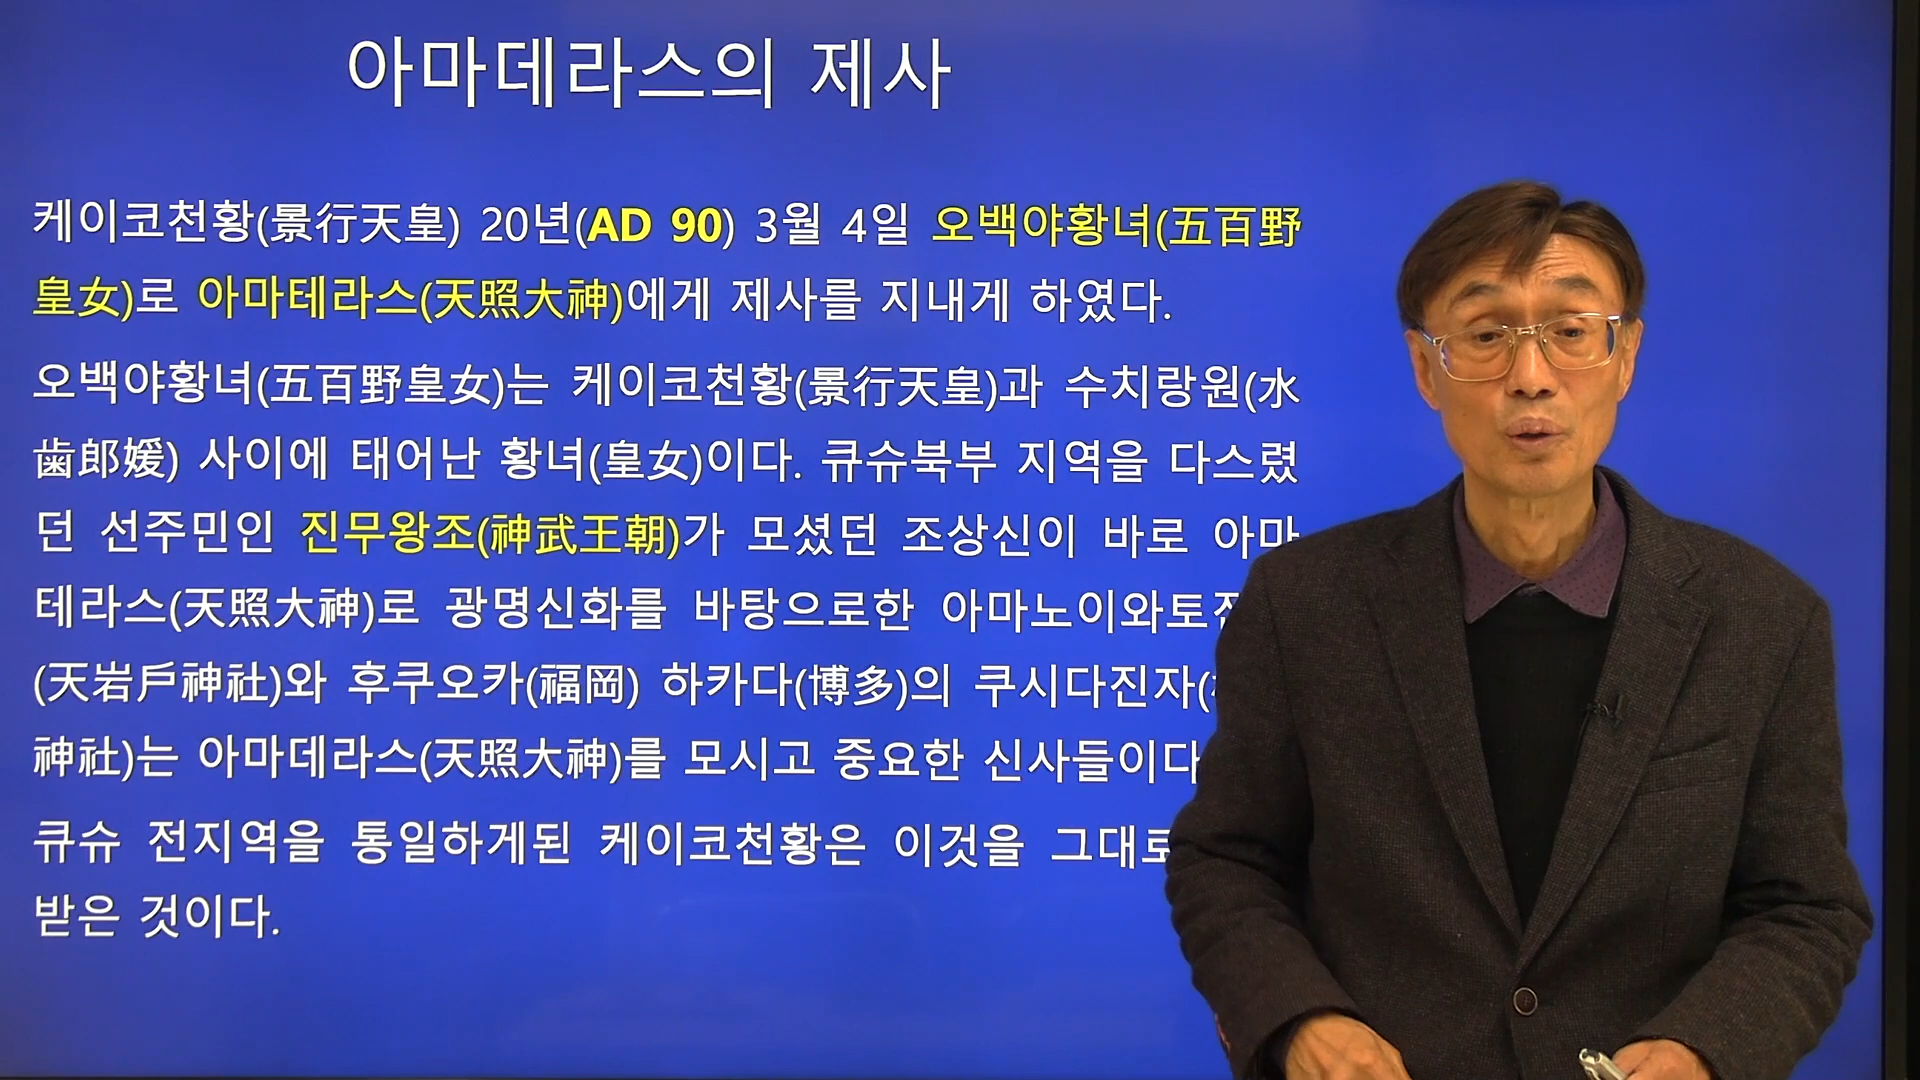 아마데라스의 제사
케이코천황(景行天皇) 20년(AD 90) 3월 4일 오백야황녀(五百野
皇女)로 아마테라스(天照大神)에게 제사를 지내게 하였다.
오백야황녀(五百野皇女)는 케이코천황(景行天皇)과 수치랑원(水
歯郎媛) 사이에 태어난 황녀(皇女)이다. 큐슈북부 지역을 다스렸
던 선주민인 진무왕조(神武王朝)가 모셨던 조상신이 바로 아마
테라스(天照大神)로 광명신화를 바탕으로한 아마노이와토
(天岩戶神社)와 후쿠오카(福岡) 하카다(博多)의 쿠시다진자(
神社)는 아마데라스(天照大神)를 모시고 중요한 신사들이다
큐슈 전지역을 통일하게된 케이코천황은 이것을 그대로
받은 것이다.